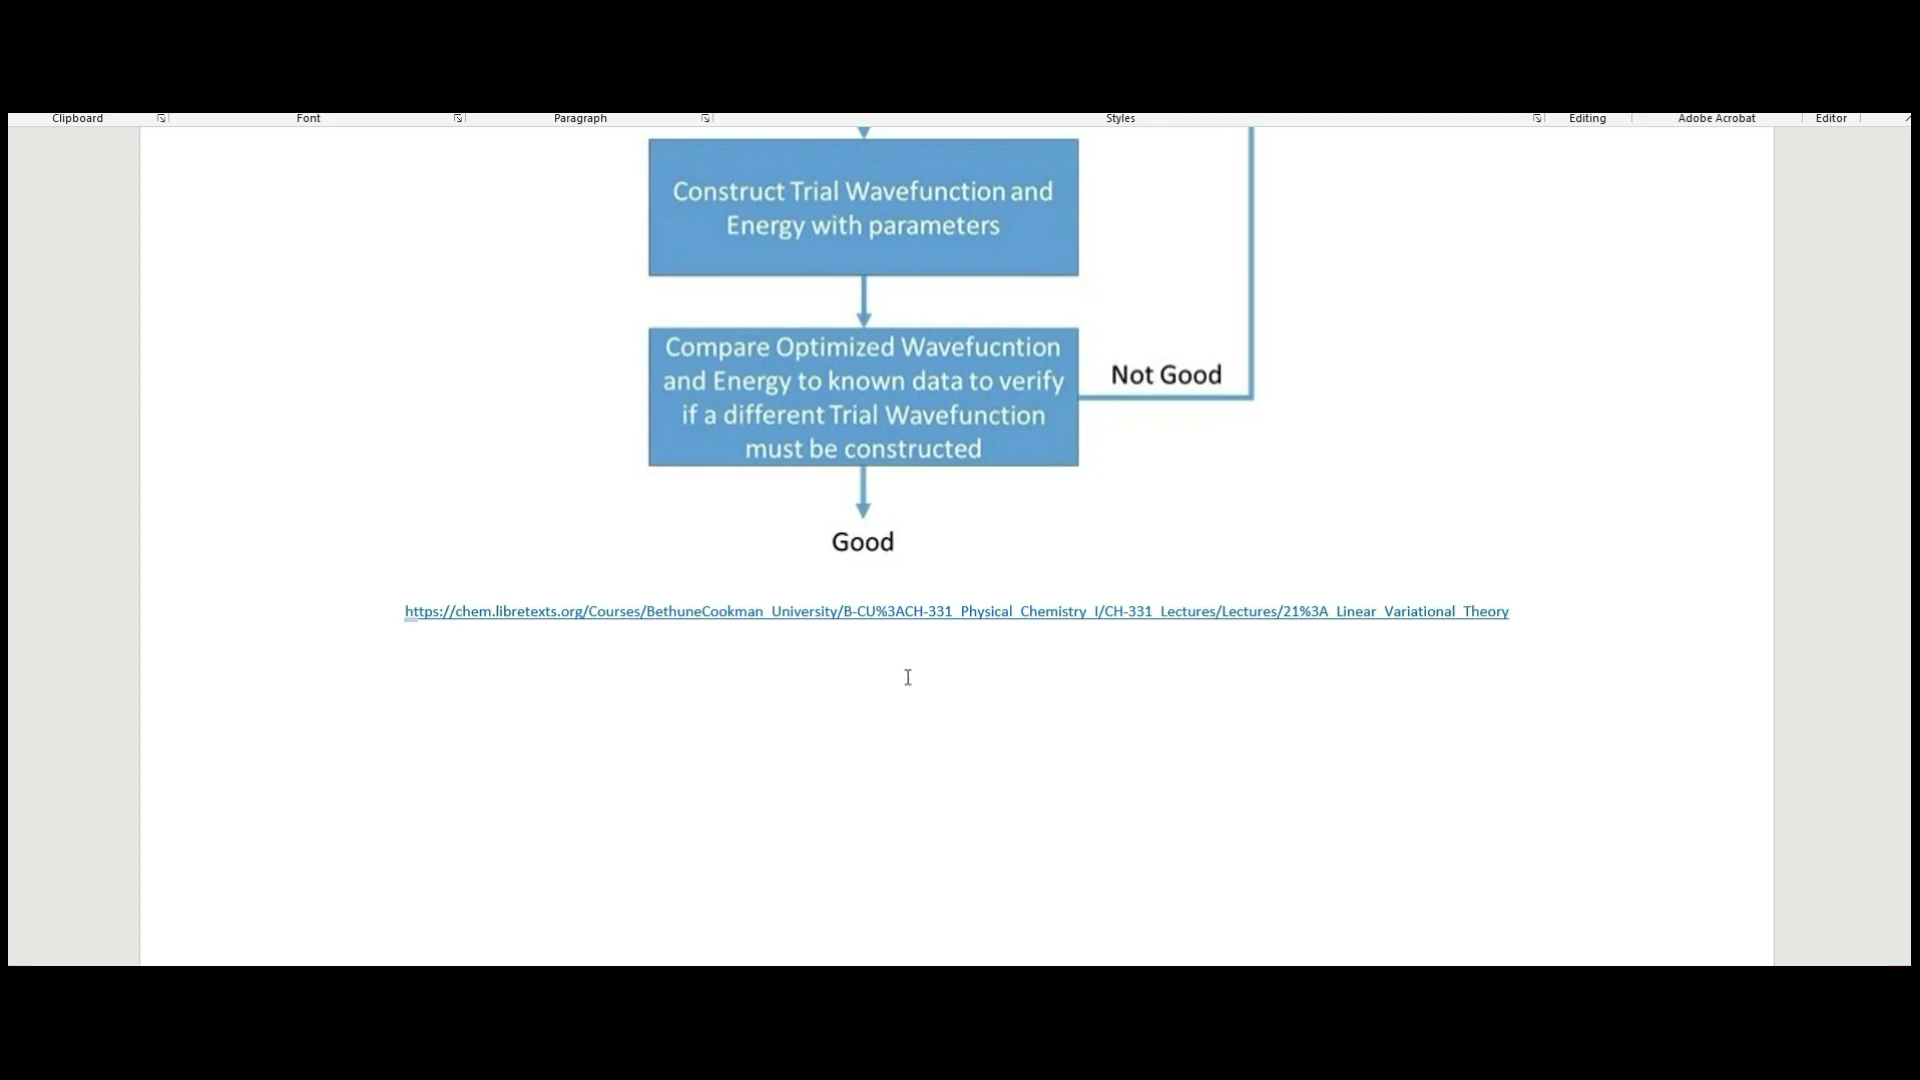 Clipboard Font Paragraph Styles Editing Adobe Acrobat Editor
Construct Trial Wavefunction and
Energy with parameters
Compare Optimized Wavefucntion
and Energy to known data to verify
if a different Trial Wavefunction
must be constructed
Not Good
Good
https://chem.libretexts.org/Courses/BethuneCookman_University/B-CU%3ACH-331_Physical_Chemistry_I/CH-331_Lectures/Lectures/21%3A_Linear_Variational_Theory